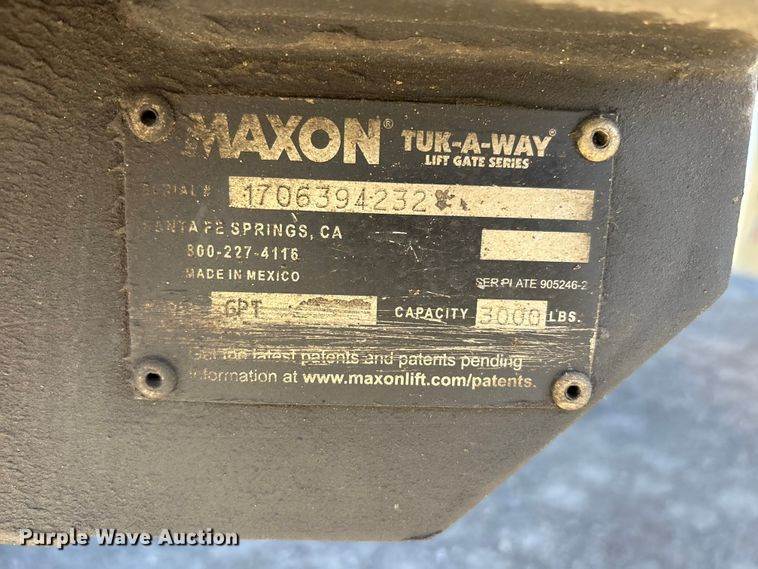 MAXON® TUK-A-WAY®
LIFT GATE SERIES
SERIAL # 1706394232
SANTA FE SPRINGS, CA
800-227-4116
MADE IN MEXICO
SER PLATE 905246-2
GPT CAPACITY 3000 LBS.
the latest patents and patents pending
information at www.maxonlift.com/patents.
Purple Wave Auction